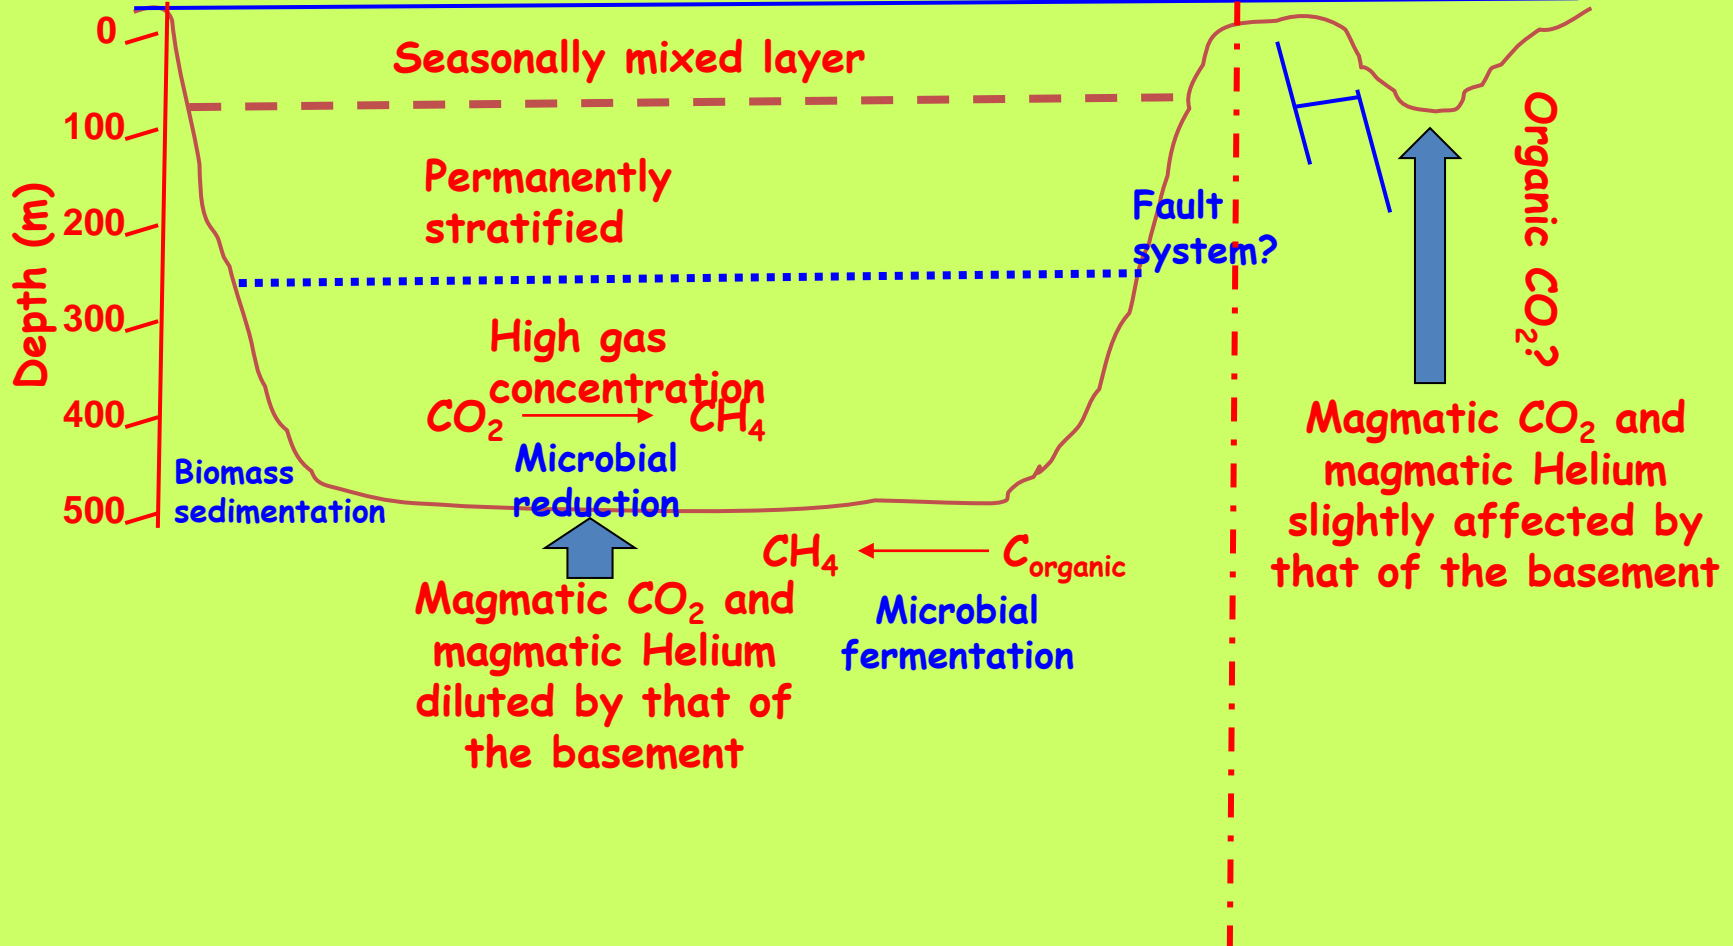 0
100
200
300
400
500
Depth (m)
Seasonally mixed layer
Permanently
stratified
Fault
system?
High gas
concentration
CO₂ CH₄
Microbial
reduction
Biomass
sedimentation
CH₄ Corganic
Microbial
fermentation
Magmatic CO₂ and
magmatic Helium
diluted by that of
the basement
Organic CO₂?
Magmatic CO₂ and
magmatic Helium
slightly affected by
that of the basement